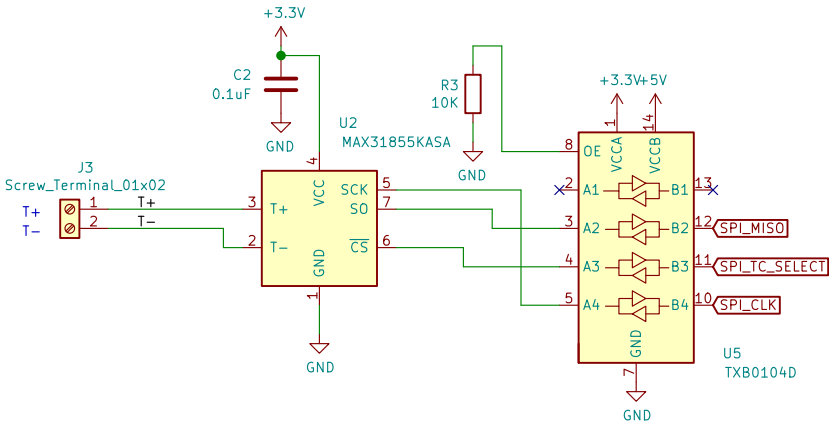 +3.3V
C2
0.1uF
GND
R3
10K
GND
+3.3V
+5V
U2
MAX31855KASA
J3
Screw_Terminal_01x02
T+
T-
1
2
T+
T-
3
2
4
VCC
T+
T-
SCK
SO
CS
GND
5
7
6
1
GND
1
14
VCCA
VCCB
8
OE
2
A1
B1
13
3
A2
B2
12
SPI_MISO
4
A3
B3
11
SPI_TC_SELECT
5
A4
B4
10
SPI_CLK
GND
7
GND
U5
TXB0104D